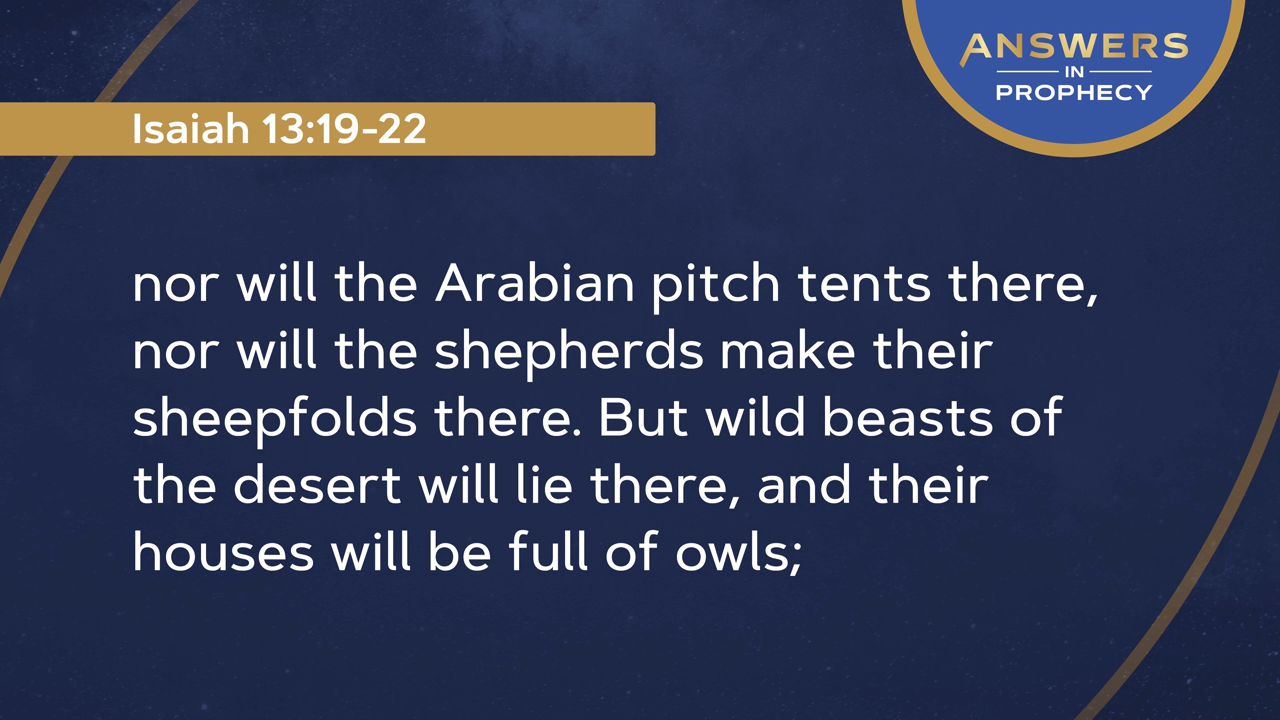 ANSWERS
IN
PROPHECY
Isaiah 13:19-22
nor will the Arabian pitch tents there,
nor will the shepherds make their
sheepfolds there. But wild beasts of
the desert will lie there, and their
houses will be full of owls;